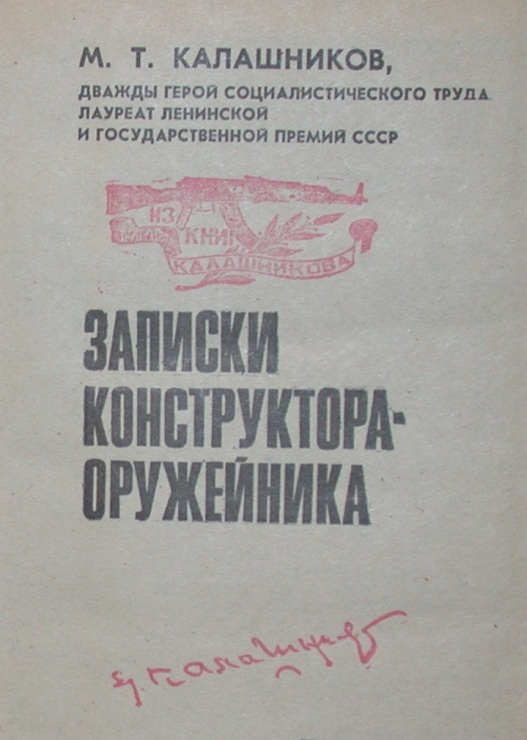 М. Т. КАЛАШНИКОВ,
ДВАЖДЫ ГЕРОЙ СОЦИАЛИСТИЧЕСКОГО ТРУДА
ЛАУРЕАТ ЛЕНИНСКОЙ
И ГОСУДАРСТВЕННОЙ ПРЕМИЙ СССР
ИЗ
КНИГ
КАЛАШНИКОВА
ЗАПИСКИ
КОНСТРУКТОРА-
ОРУЖЕЙНИКА